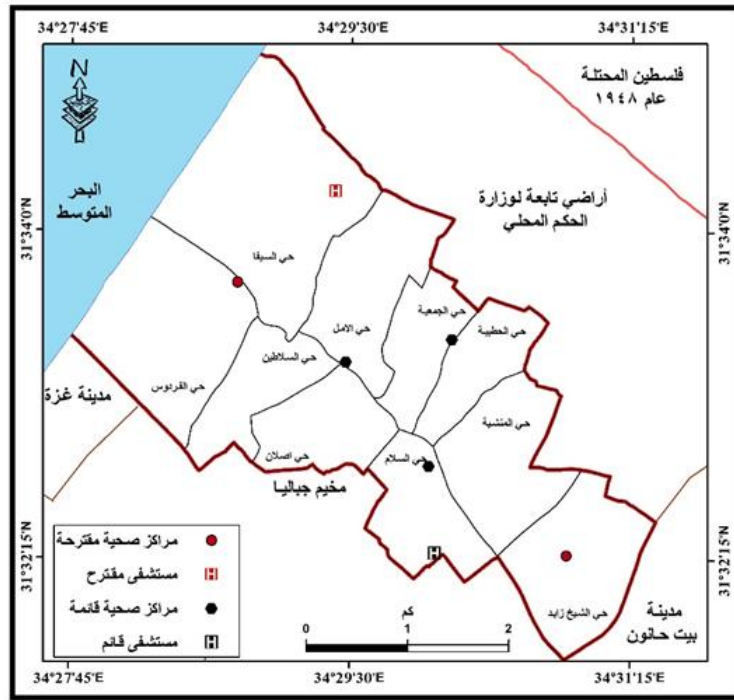 34°27'45"E
34°29'30"E
34°31'15"E
N
فلسطين المحتلة
عام ١٩٤٨
البحر
المتوسط
أراضي تابعة لوزارة
الحكم المحلي
31°34'0"N
31°34'0"N
حي السيفا
حي الجمعية
حي الحطبية
حي الامل
حي السلاطين
حي الفردوس
مدينة غزة
حي المنشية
حي اصلان
حي السلام
مخيم جباليا
31°32'15"N
31°32'15"N
مراكز صحية مقترحة
H مستشفى مقترح
مراكز صحية قائمة
H مستشفى قائم
H
H
حي الشيخ زايد
مدينة
بيت حانون
كم
0 1 2
34°27'45"E
34°29'30"E
34°31'15"E